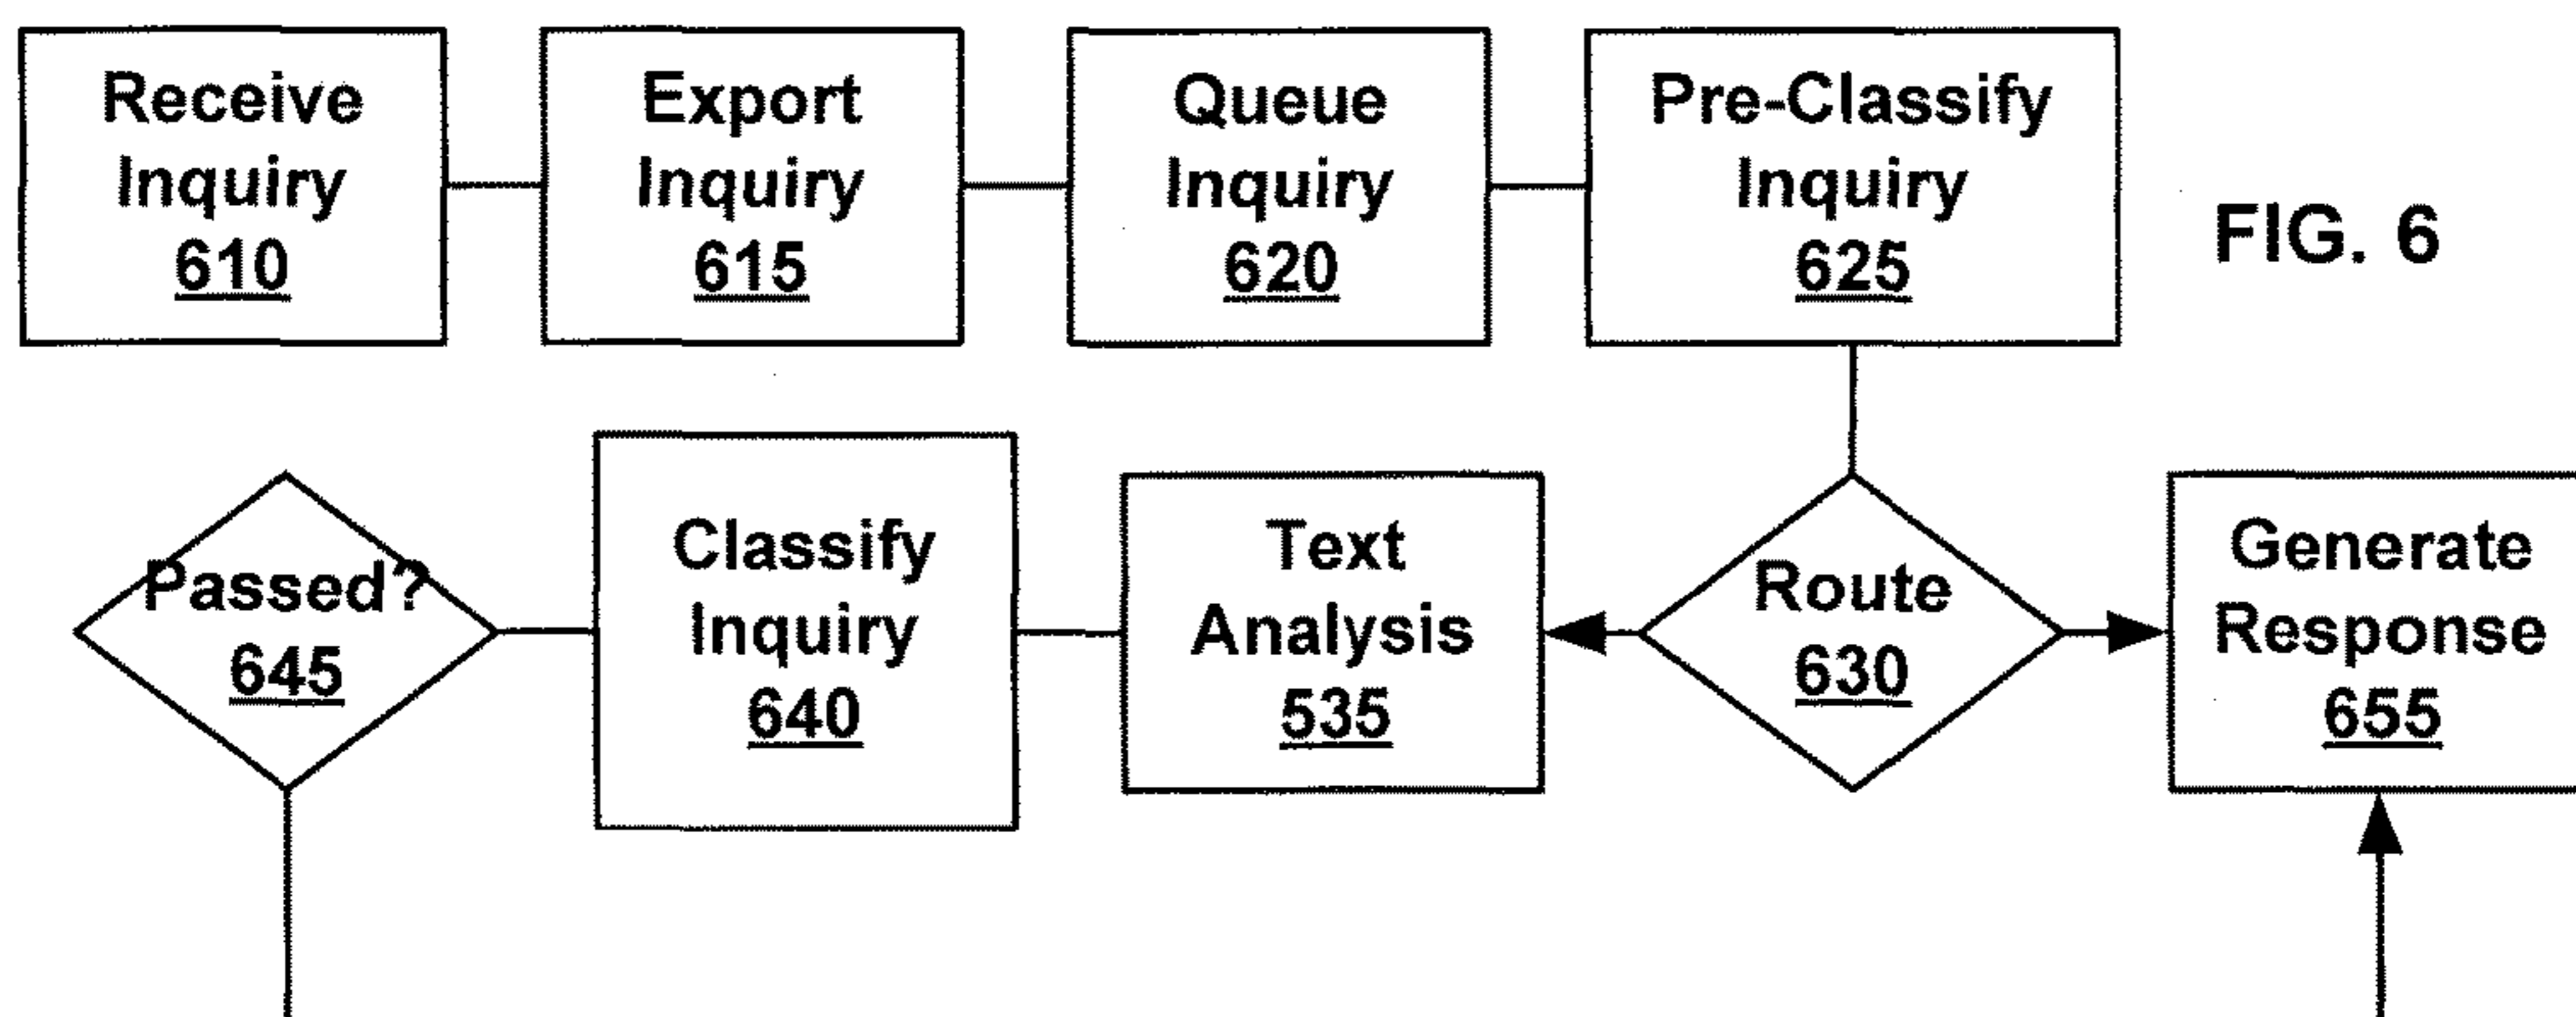 Receive
Inquiry
610
Export
Inquiry
615
Queue
Inquiry
620
Pre-Classify
Inquiry
625
FIG. 6
Passed?
645
Classify
Inquiry
640
Text
Analysis
535
Route
630
Generate
Response
655